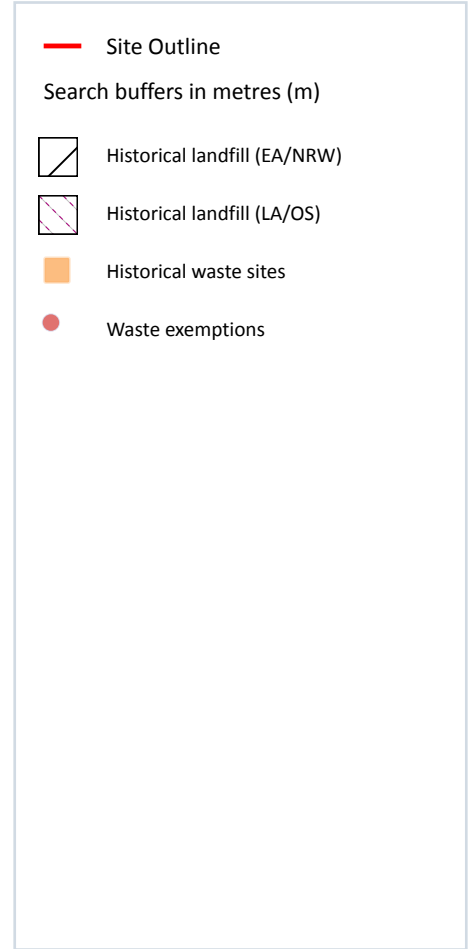 Site Outline
Search buffers in metres (m)
Historical landfill (EA/NRW)
Historical landfill (LA/OS)
Historical waste sites
Waste exemptions